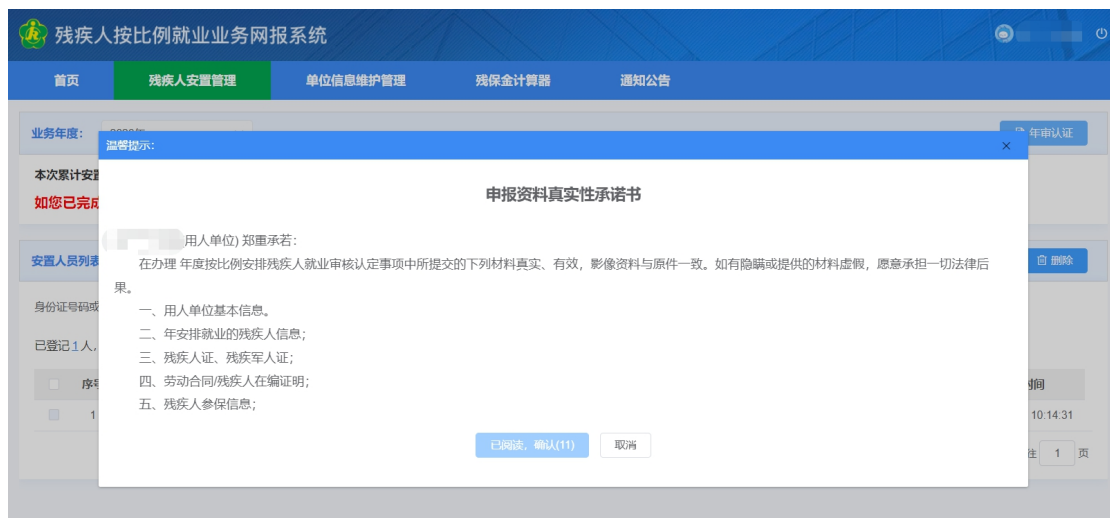 残疾人按比例就业业务网报系统
首页 残疾人安置管理 单位信息维护管理 残保金计算器 通知公告
业务年度: 年审认证
温馨提示:
本次累计安置
如您已完成
申报资料真实性承诺书
用人单位) 郑重承若:
安置人员列表 删除
在办理 年度按比例安排残疾人就业审核认定事项中所提交的下列材料真实、有效,影像资料与原件一致。如有隐瞒或提供的材料虚假,愿意承担一切法律后
果。
身份证号码或
一、用人单位基本信息。
二、年安排就业的残疾人信息;
已登记1人,
三、残疾人证、残疾军人证;
序号 时间
四、劳动合同/残疾人在编证明;
五、残疾人参保信息;
1 10:14:31
已阅读,确认(11) 取消
往 1 页